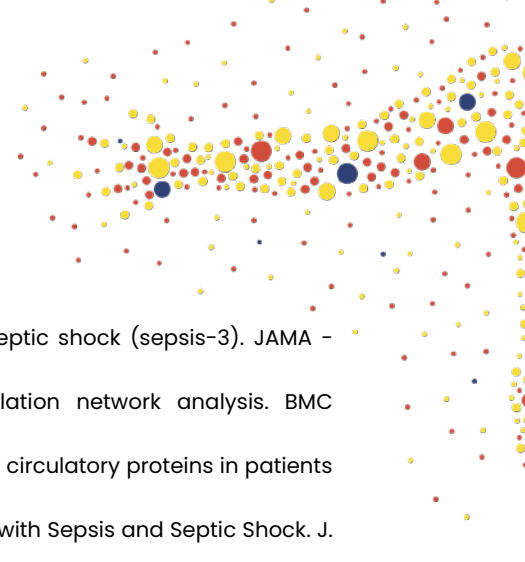 eptic shock (sepsis-3). JAMA -
lation network analysis. BMC
circulatory proteins in patients
with Sepsis and Septic Shock. J.